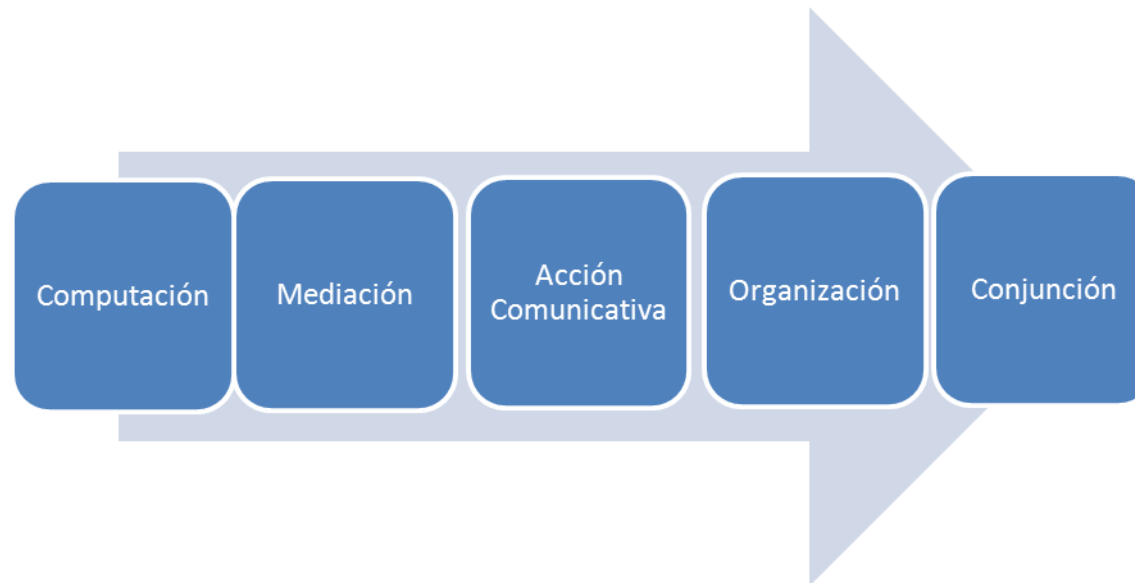 Computación
Mediación
Acción
Comunicativa
Organización
Conjunción